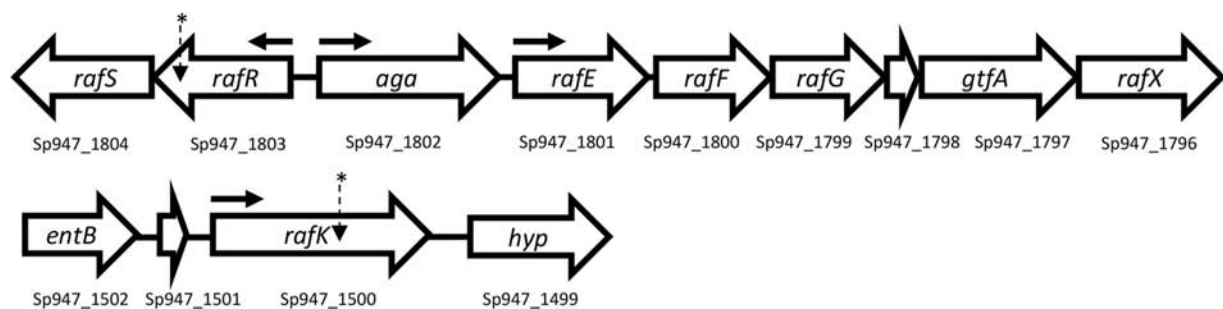 * *
rafS rafR aga rafE rafF rafG gtfA rafX
Sp947_1804 Sp947_1803 Sp947_1802 Sp947_1801 Sp947_1800 Sp947_1799 Sp947_1798 Sp947_1797 Sp947_1796
entB rafK hyp
Sp947_1502 Sp947_1501 Sp947_1500 Sp947_1499